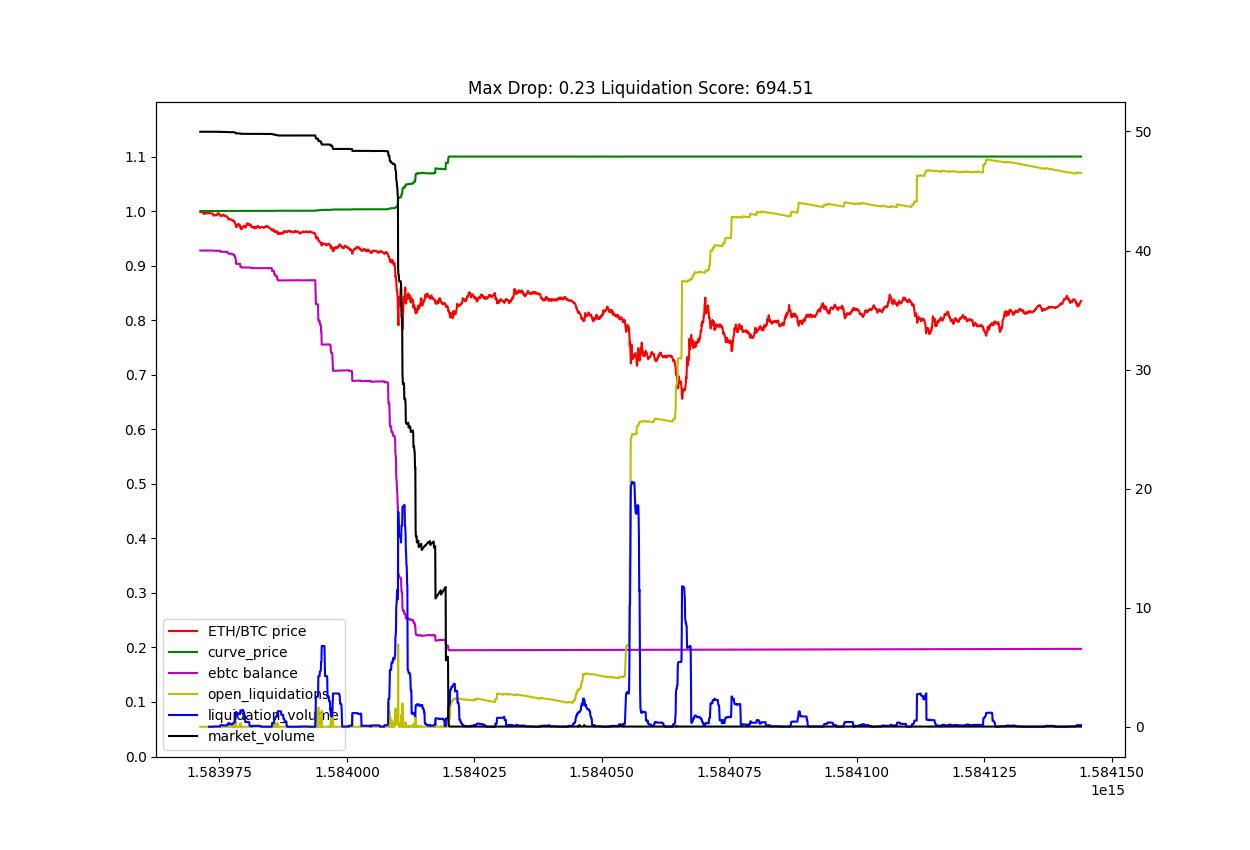 Max Drop: 0.23 Liquidation Score: 694.51
1.1
1.0
0.9
0.8
0.7
0.6
0.5
0.4
0.3
0.2
0.1
0.0
50
40
30
20
10
0
ETH/BTC price
curve_price
ebtc balance
open_liquidations
liquidation_volume
market_volume
1.583975 1.584000 1.584025 1.584050 1.584075 1.584100 1.584125 1.584150
1e15